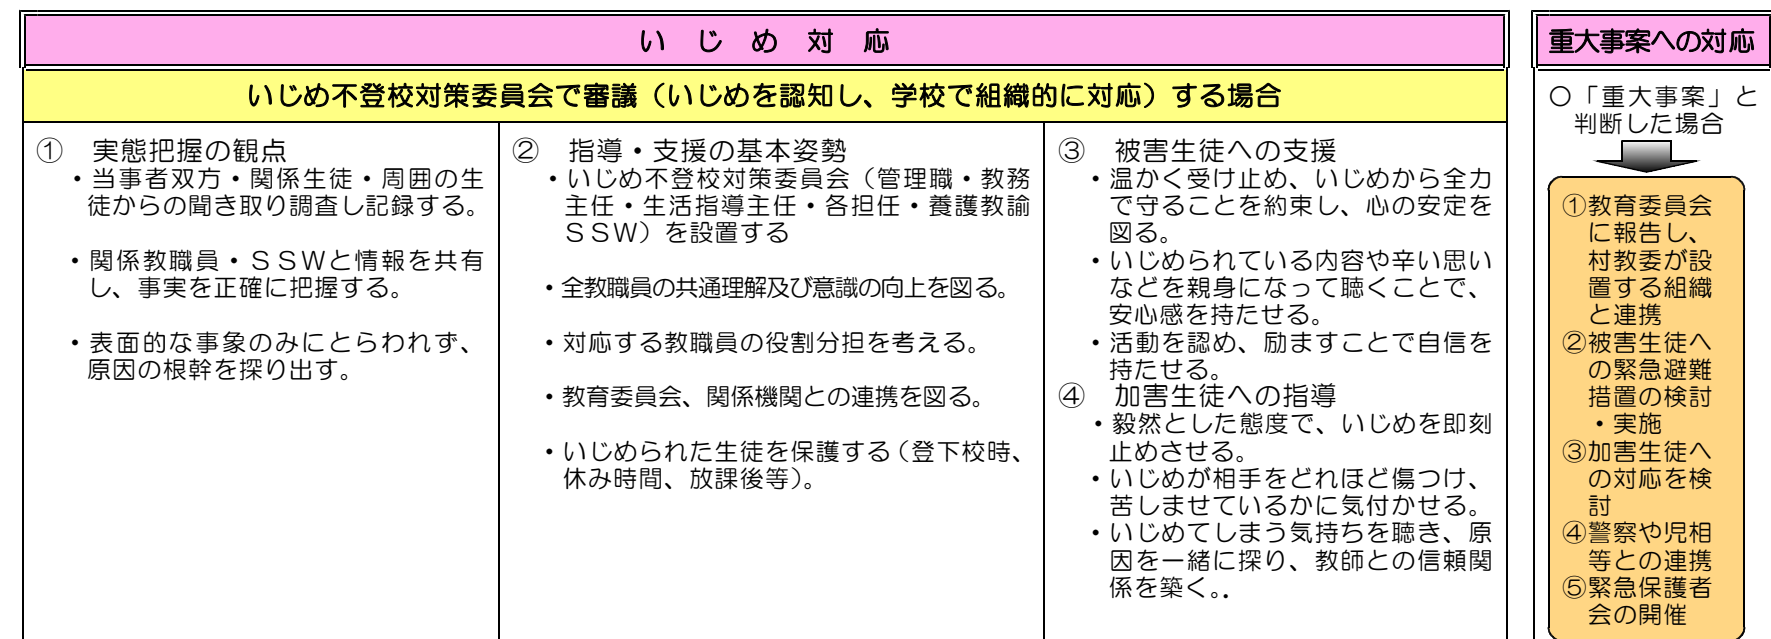 いじめ対応
いじめ不登校対策委員会で審議（いじめを認知し、学校で組織的に対応）する場合
①　実態把握の観点
・当事者双方・関係生徒・周囲の生
徒からの聞き取り調査し記録する。
・関係教職員・ＳＳＷと情報を共有
し、事実を正確に把握する。
・表面的な事象のみにとらわれず、
原因の根幹を探り出す。
②　指導・支援の基本姿勢
・いじめ不登校対策委員会（管理職・教務
主任・生活指導主任・各担任・養護教諭
ＳＳＷ）を設置する
・全教職員の共通理解及び意識の向上を図る。
・対応する教職員の役割分担を考える。
・教育委員会、関係機関との連携を図る。
・いじめられた生徒を保護する（登下校時、
休み時間、放課後等）。
③　被害生徒への支援
・温かく受け止め、いじめから全力
で守ることを約束し、心の安定を
図る。
・いじめられている内容や辛い思い
などを親身になって聴くことで、
安心感を持たせる。
・活動を認め、励ますことで自信を
持たせる。
④　加害生徒への指導
・毅然とした態度で、いじめを即刻
止めさせる。
・いじめが相手をどれほど傷つけ、
苦しませているかに気付かせる。
・いじめてしまう気持ちを聴き、原
因を一緒に探り、教師との信頼関
係を築く。.
重大事案への対応
〇「重大事案」と
判断した場合
①教育委員会
に報告し、
村教委が設
置する組織
と連携
②被害生徒へ
の緊急避難
措置の検討
・実施
③加害生徒へ
の対応を検
討
④警察や児相
等との連携
⑤緊急保護者
会の開催